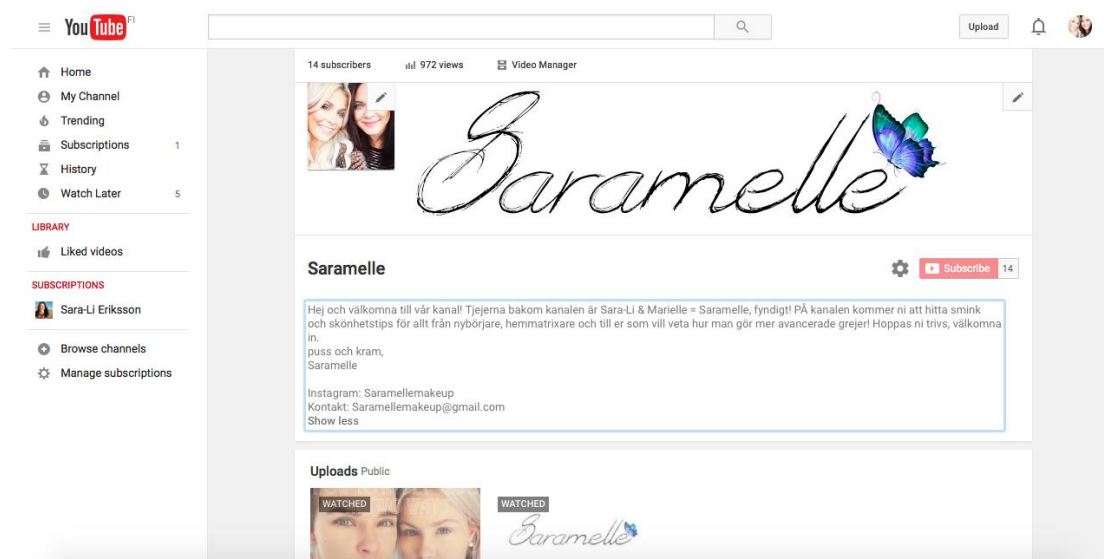 YouTube FI
Upload
Home
My Channel
Trending
Subscriptions 1
History
Watch Later 5
LIBRARY
Liked videos
SUBSCRIPTIONS
Sara-Li Eriksson
Browse channels
Manage subscriptions
14 subscribers 972 views Video Manager
Saramelle
Saramelle
Subscribe 14
Hej och välkomna till vår kanal! Tjejerna bakom kanalen är Sara-Li & Marielle = Saramelle, fyndigt! PÅ kanalen kommer ni att hitta smink
och skönhetstips för allt från nybörjare, hemmatrixare och till er som vill veta hur man gör mer avancerade grejer! Hoppas ni trivs, välkomna
in.
puss och kram,
Saramelle
Instagram: Saramellemakeup
Kontakt: Saramellemakeup@gmail.com
Show less
Uploads Public
WATCHED WATCHED
Saramelle